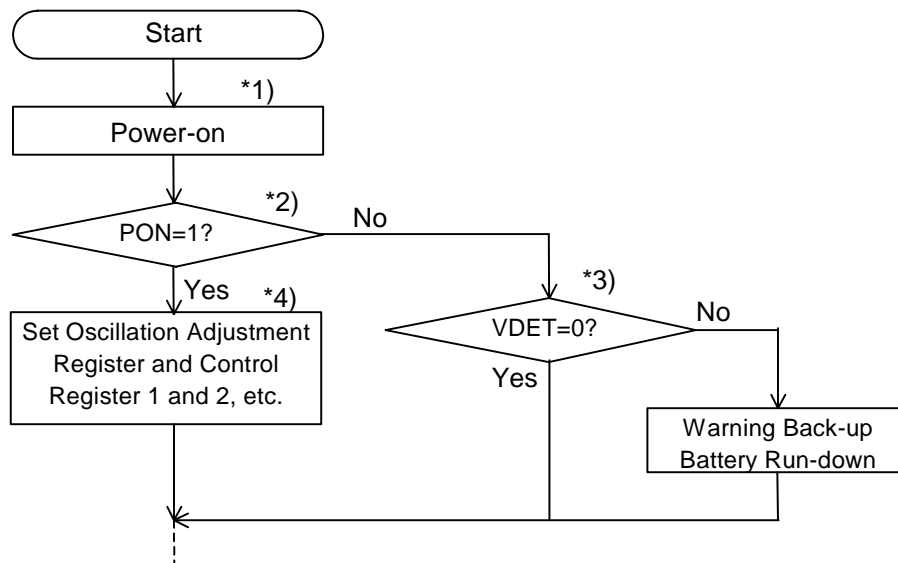 Start
*1)
Power-on
*2)
No
PON=1?
*3)
Yes
*4)
No
Set Oscillation Adjustment
Register and Control
Register 1 and 2, etc.
VDET=0?
Yes
Warning Back-up
Battery Run-down